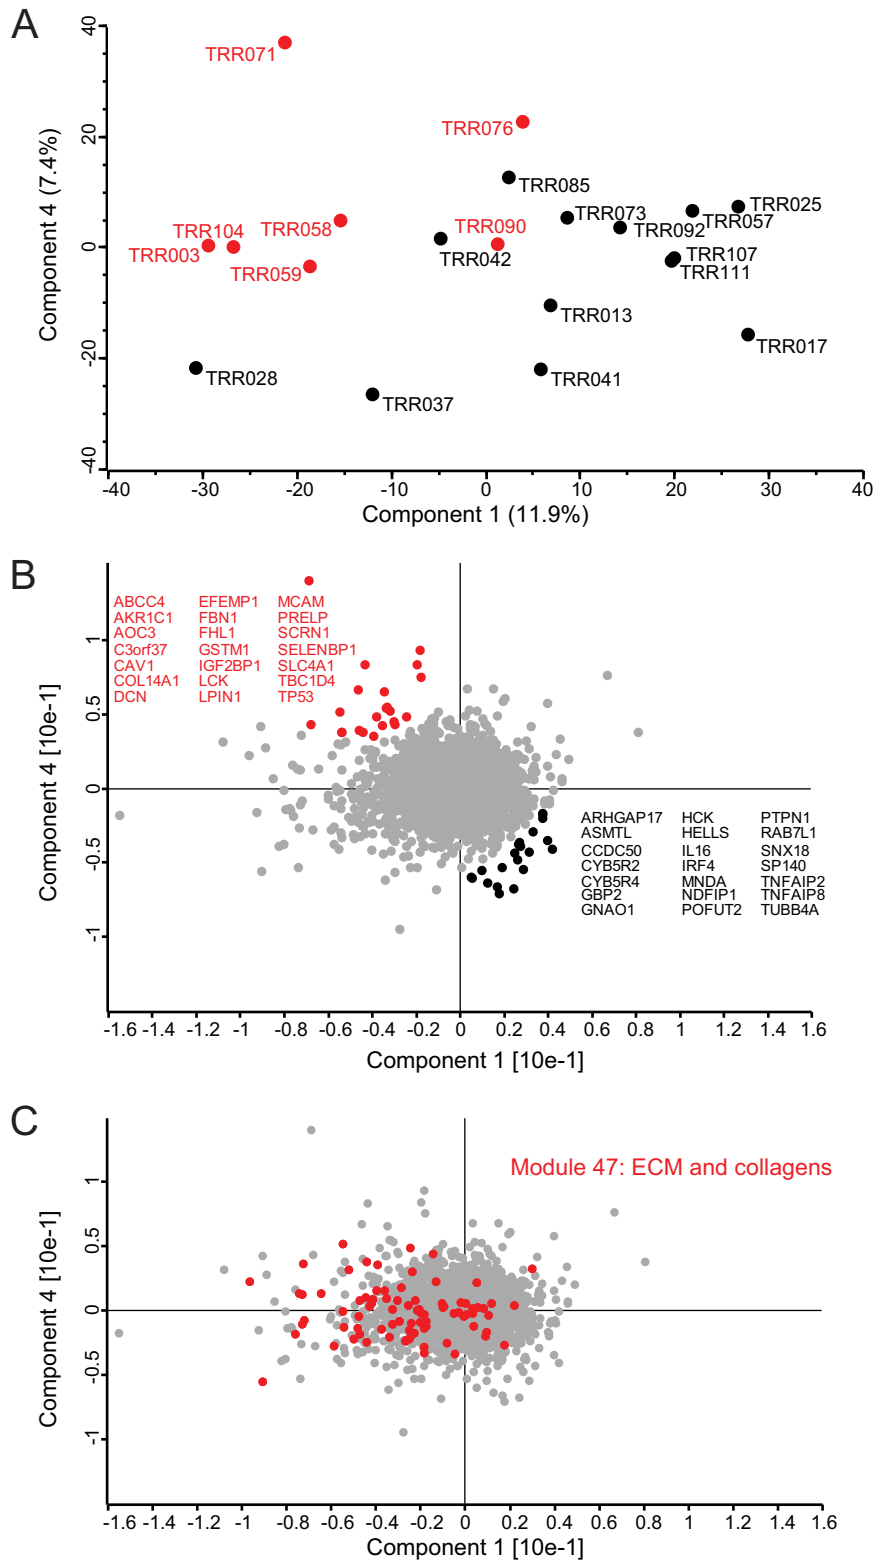 A
40
20
0
-20
-40
Component 4 (7.4%)
TRR071
TRR076
TRR085
TRR025
TRR073
TRR057
TRR104
TRR058
TRR090
TRR092
TRR003
TRR042
TRR107
TRR059
TRR111
TRR013
TRR017
TRR028
TRR041
TRR037
-40 -30 -20 -10 0 10 20 30 40
Component 1 (11.9%)
B
ABCC4 EFEMP1 MCAM
AKR1C1 FBN1 PRELP
AOC3 FHL1 SCRN1
C3orf37 GSTM1 SELENBP1
CAV1 IGF2BP1 SLC4A1
COL14A1 LCK TBC1D4
DCN LPIN1 TP53
1
0.5
0
-0.5
-1
Component 4 [10e-1]
ARHGAP17 HCK PTPN1
ASMTL HELLS RAB7L1
CCDC50 IL16 SNX18
CYB5R2 IRF4 SP140
CYB5R4 MNDA TNFAIP2
GBP2 NDFIP1 TNFAIP8
GNAO1 POFUT2 TUBB4A
-1.6 -1.4 -1.2 -1 -0.8 -0.6 -0.4 -0.2 0 0.2 0.4 0.6 0.8 1 1.2 1.4 1.6
Component 1 [10e-1]
C
Module 47: ECM and collagens
1
0.5
0
-0.5
-1
Component 4 [10e-1]
-1.6 -1.4 -1.2 -1 -0.8 -0.6 -0.4 -0.2 0 0.2 0.4 0.6 0.8 1 1.2 1.4 1.6
Component 1 [10e-1]